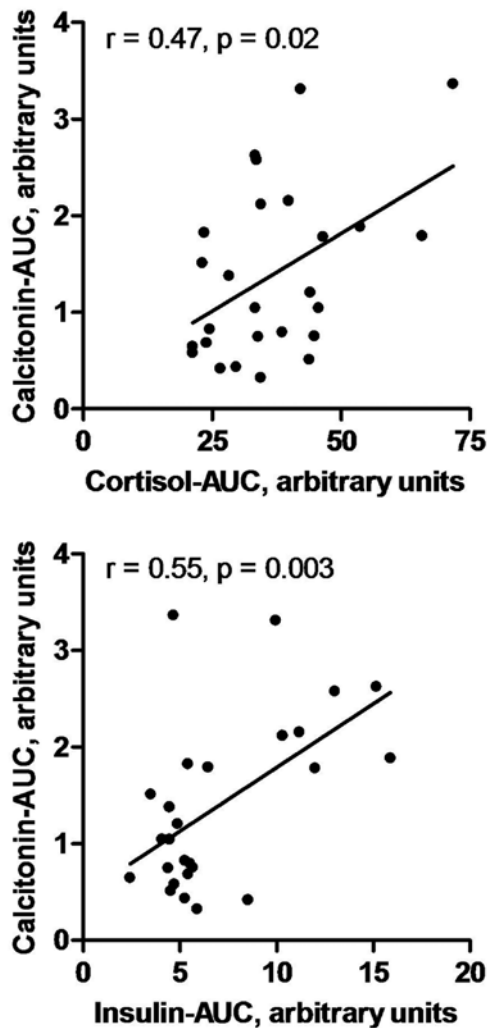 r = 0.47, p = 0.02
Calcitonin-AUC, arbitrary units
4
3
2
1
0
0 25 50 75
Cortisol-AUC, arbitrary units
r = 0.55, p = 0.003
Calcitonin-AUC, arbitrary units
4
3
2
1
0
0 5 10 15 20
Insulin-AUC, arbitrary units